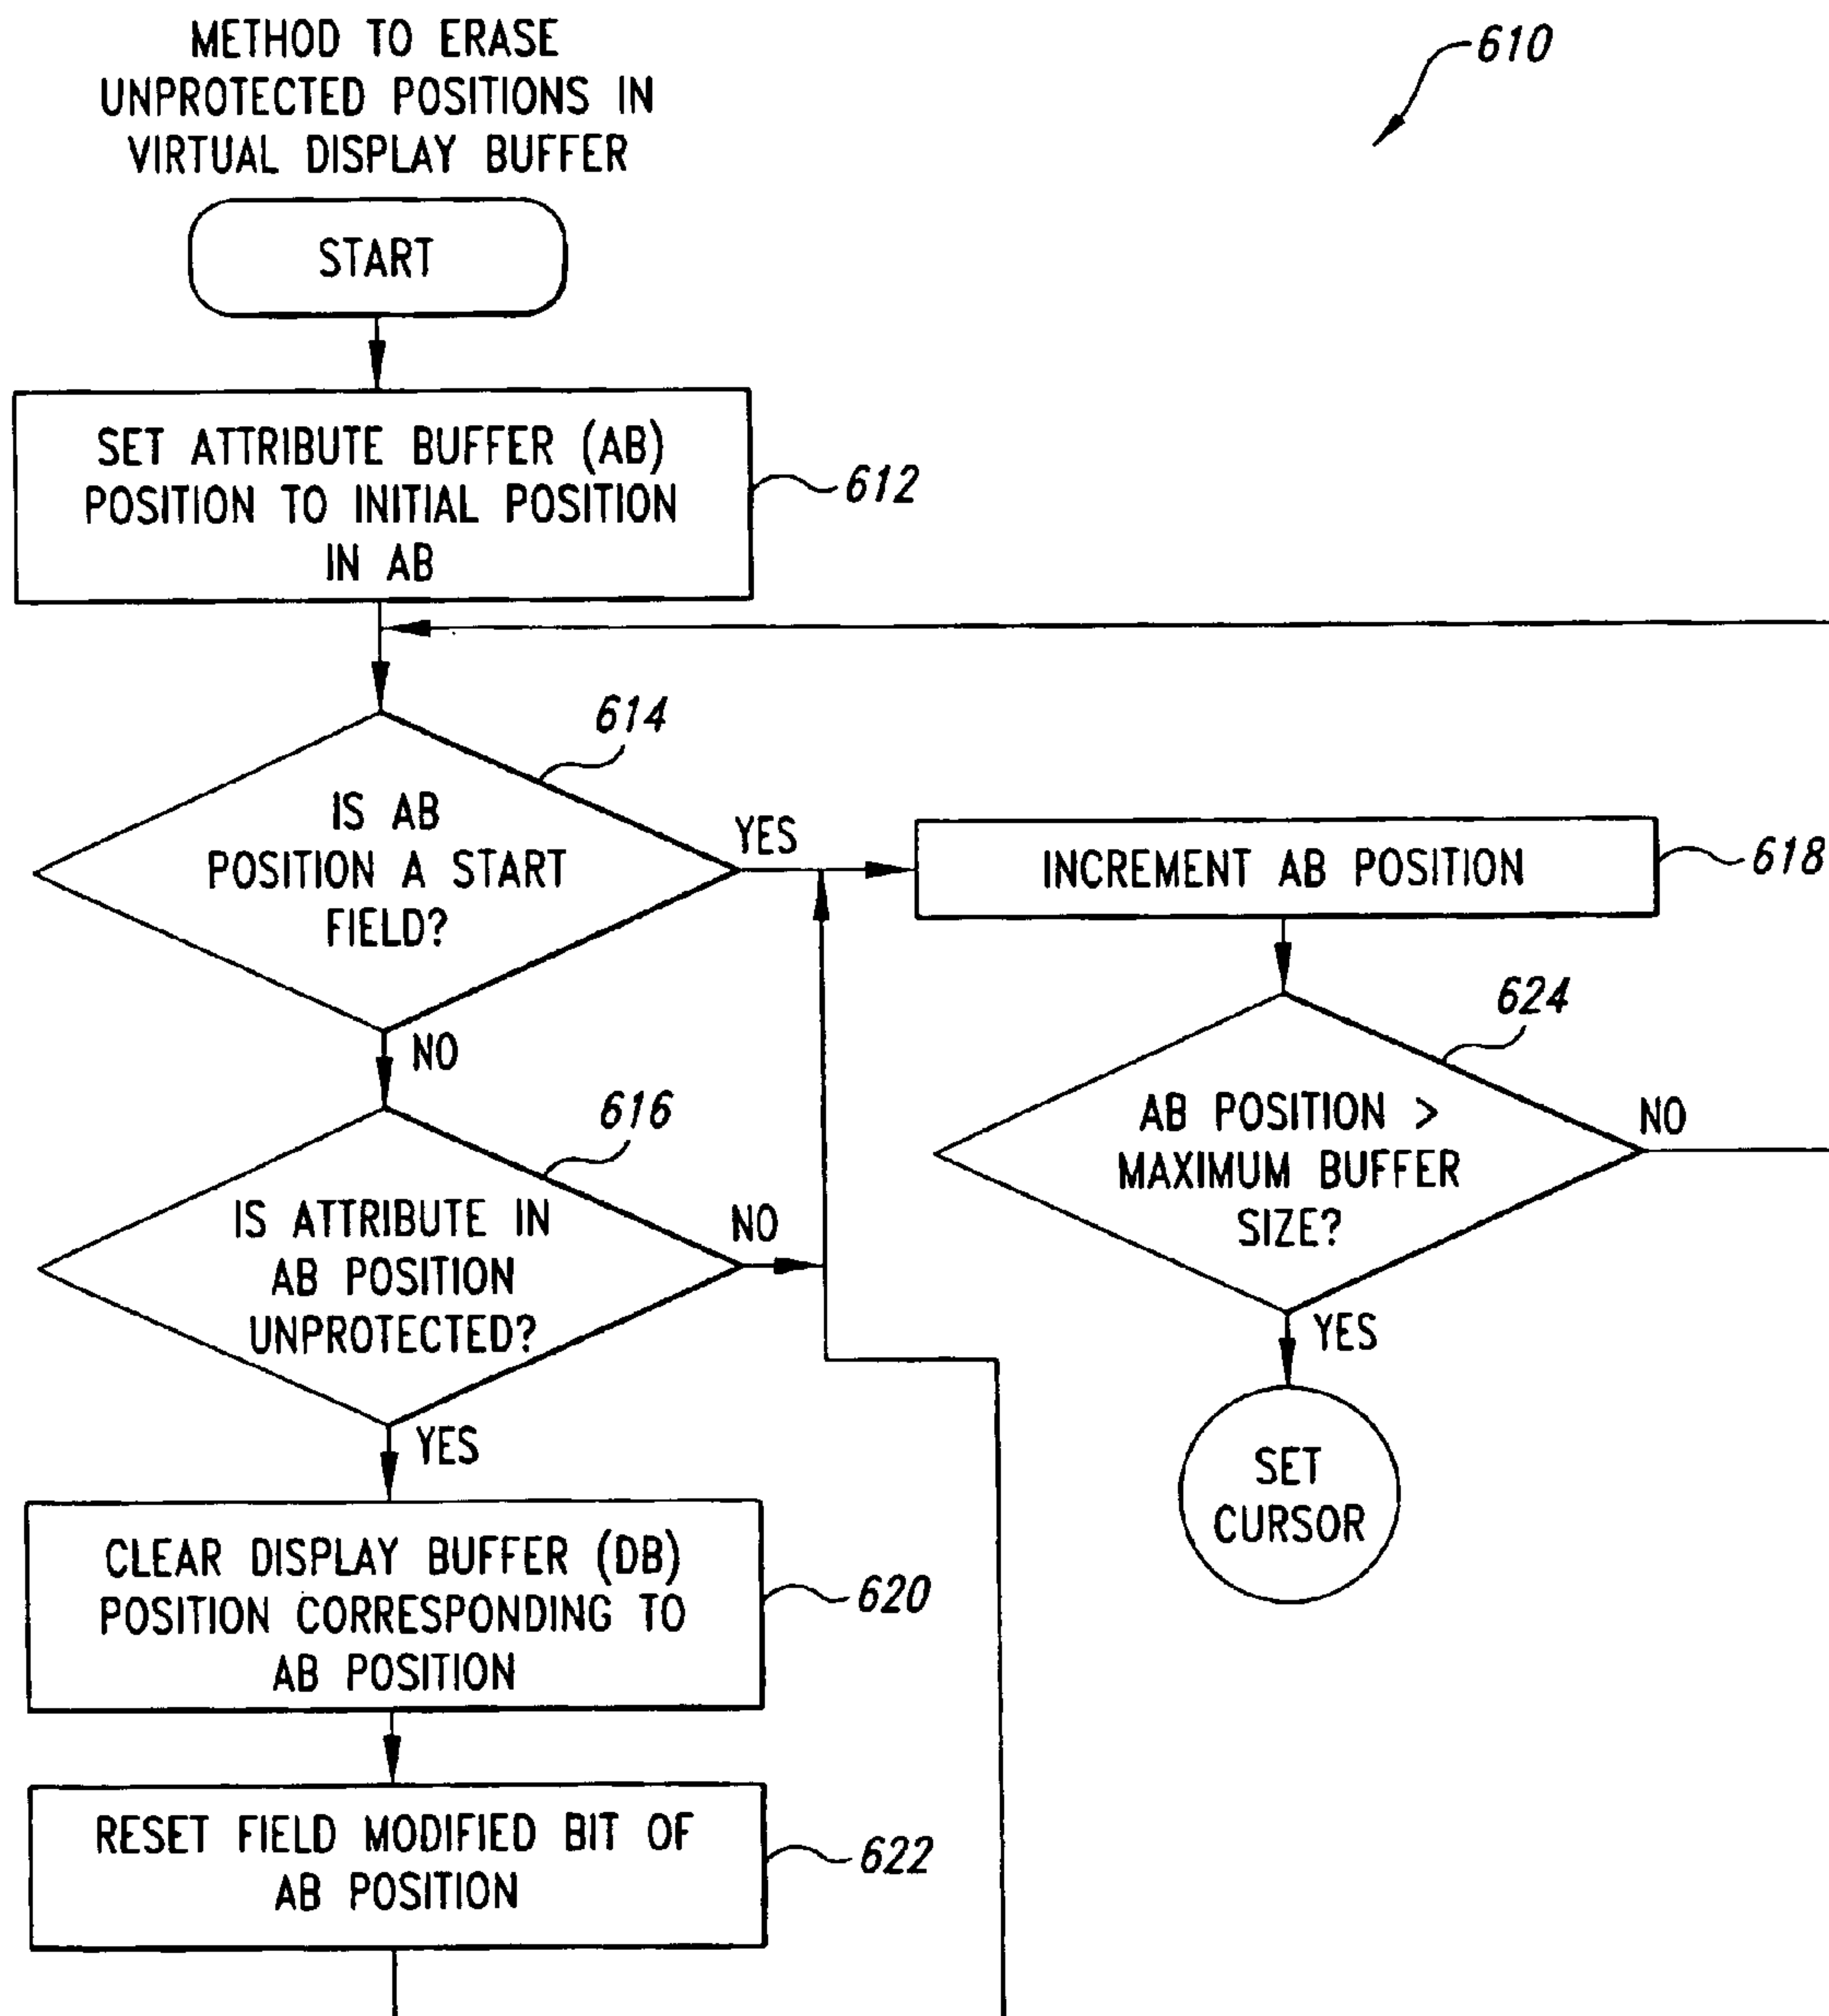 METHOD TO ERASE
UNPROTECTED POSITIONS IN
VIRTUAL DISPLAY BUFFER
610
START
SET ATTRIBUTE BUFFER (AB)
POSITION TO INITIAL POSITION
IN AB
612
614
IS AB
POSITION A START
FIELD?
YES
NO
INCREMENT AB POSITION
618
616
IS ATTRIBUTE IN
AB POSITION
UNPROTECTED?
NO
YES
624
AB POSITION >
MAXIMUM BUFFER
SIZE?
NO
YES
SET
CURSOR
CLEAR DISPLAY BUFFER (DB)
POSITION CORRESPONDING TO
AB POSITION
620
RESET FIELD MODIFIED BIT OF
AB POSITION
622